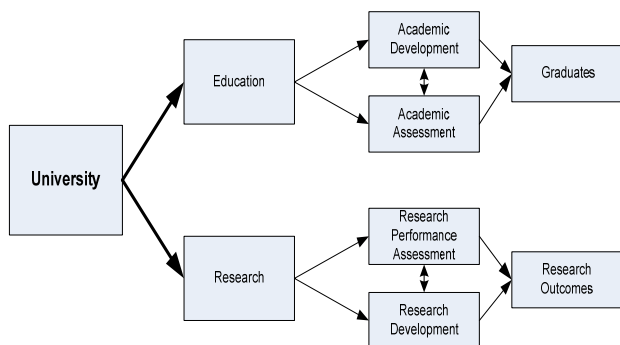 University
Education
Academic
Development
Academic
Assessment
Graduates
Research
Research
Performance
Assessment
Research
Development
Research
Outcomes